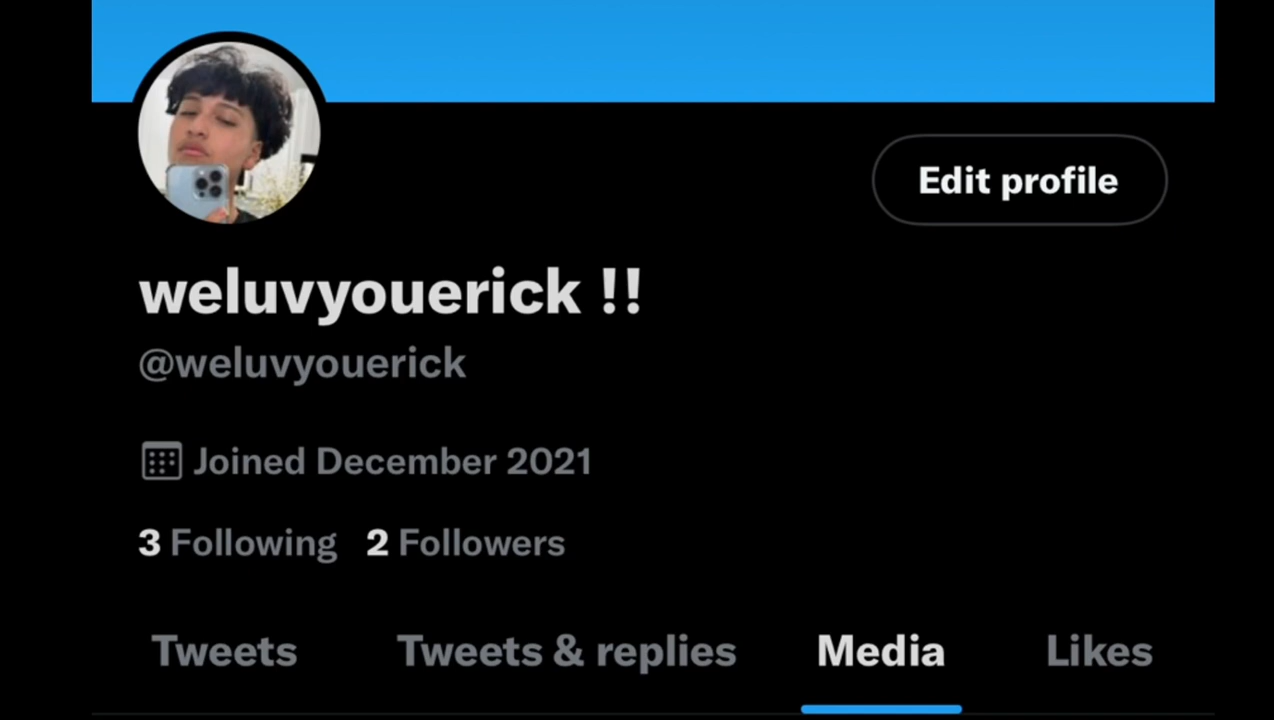 Edit profile
weluvyouerick !!
@weluvyouerick
Joined December 2021
3 Following 2 Followers
Tweets Tweets & replies Media Likes